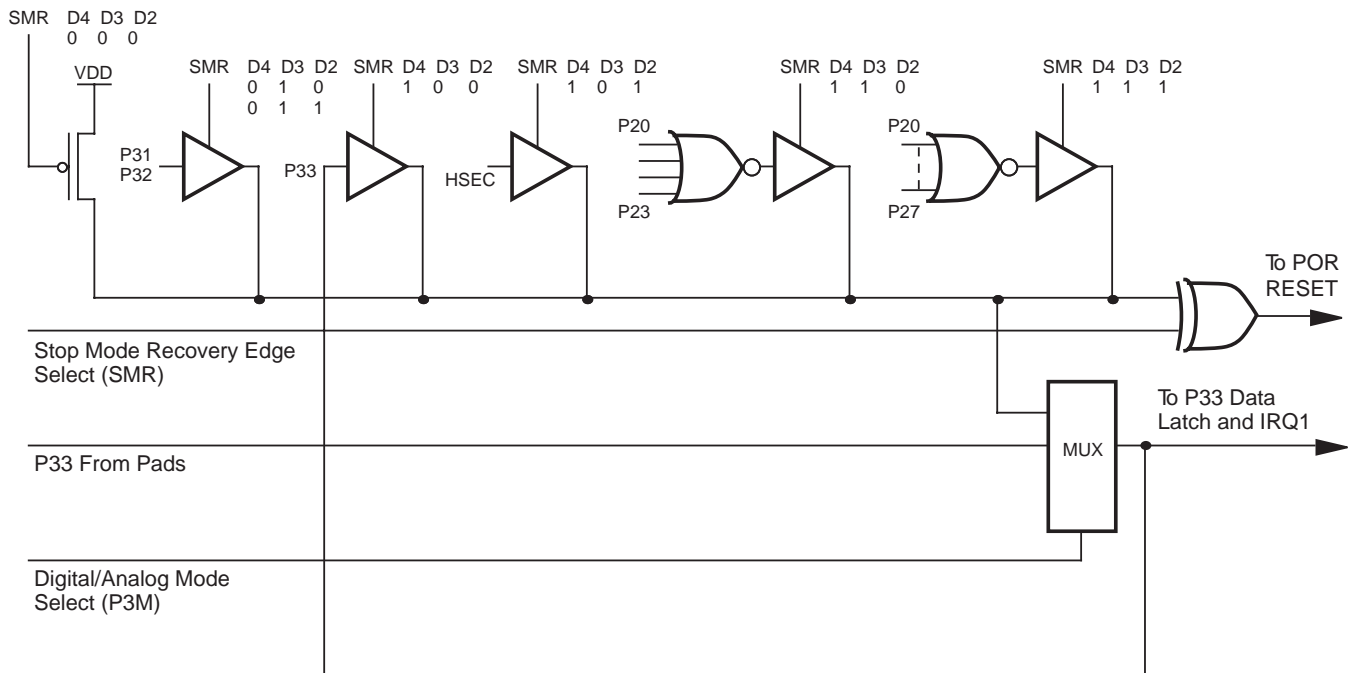 SMR D4 D3 D2
0 0 0
VDD
SMR D4 D3 D2
0 1 0
0 1 1
SMR D4 D3 D2
1 0 0
SMR D4 D3 D2
1 0 1
SMR D4 D3 D2
1 1 0
SMR D4 D3 D2
1 1 1
P31
P32
P33
HSEC
P20
P23
P20
P27
To POR
RESET
Stop Mode Recovery Edge
Select (SMR)
To P33 Data
Latch and IRQ1
MUX
P33 From Pads
Digital/Analog Mode
Select (P3M)